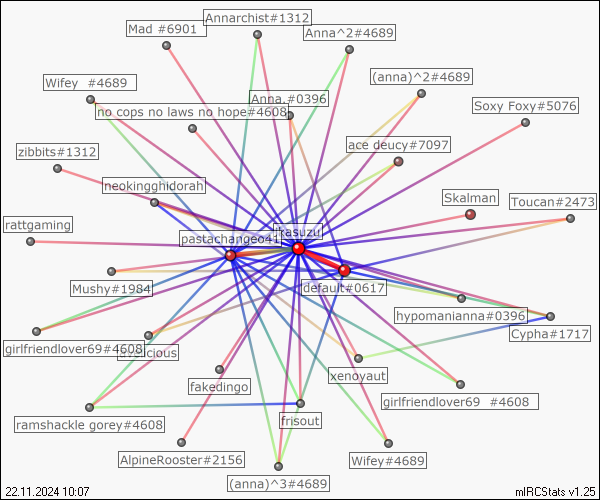 Annarchist#1312
Mad #6901
Anna^2#4689
(anna)^2#4689
Wifey  #4689
Anna.#0396
no cops no laws no hope#4608
Soxy Foxy#5076
ace deucy#7097
zibbits#1312
neokingghidorah
Skalman
Toucan#2473
rattgaming
kasuzu
pastachangeo41
Mushy#1984
default#0617
hypomanianna#0396
Cypha#1717
girlfriendlover69#4608
xenoyaut
fakedingo
girlfriendlover69  #4608
ramshackle gorey#4608
frisout
AlpineRooster#2156
Wifey#4689
(anna)^3#4689
22.11.2024 10:07
mIRCStats v1.25